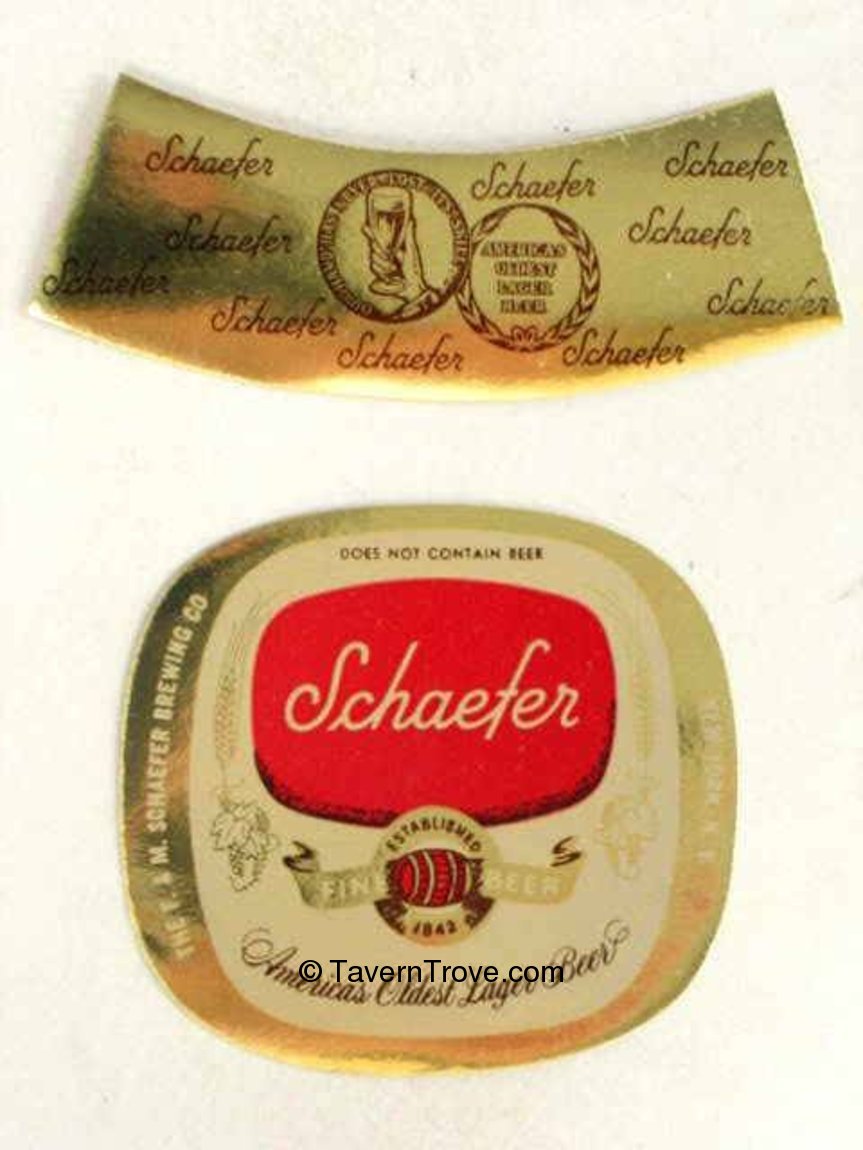 Schaefer
Schaefer
Schaefer
Schaefer
Schaefer
Schaefer
Schaefer
Schaefer
Schaefer
Schaefer
AMERICA'S
OLDEST
LAGER
BEER
DOES NOT CONTAIN BEER
THE F. & M. SCHAEFER BREWING CO
Schaefer
ESTABLISHED
FINE BEER
1842
America's Oldest Lager Beer
© TavernTrove.com